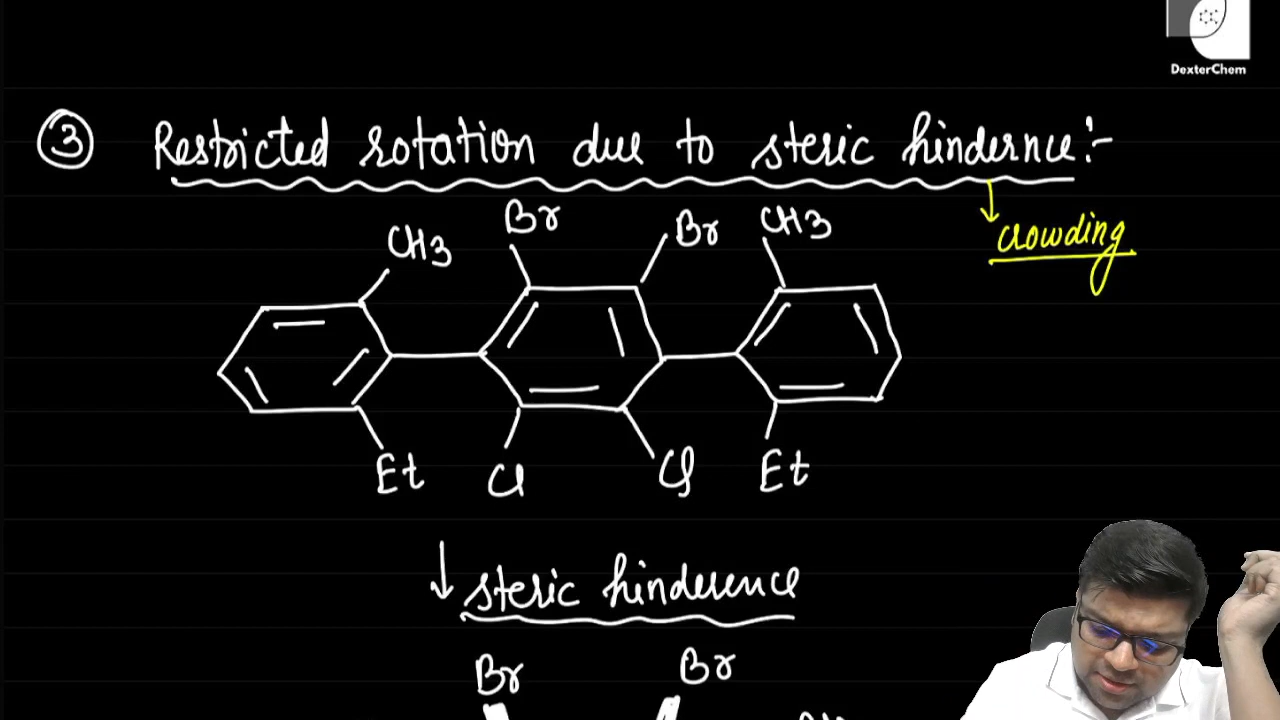 DexterChem
3 Restricted rotation due to steric hindernce:-
crowding
CH3 Br Br CH3
Et Cl Cl Et
steric hinderence
Br Br